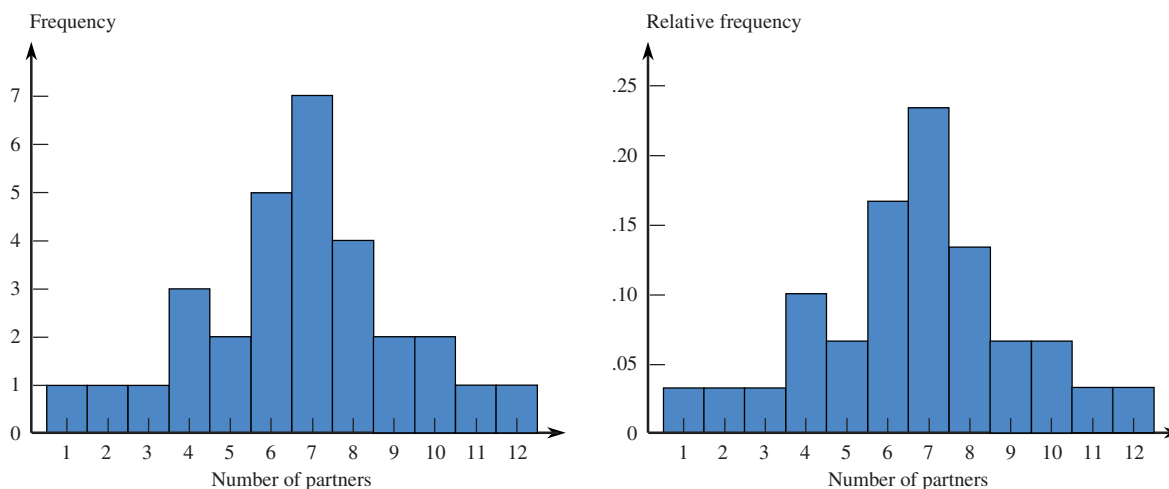 Frequency
7
6
5
4
3
2
1
0
1 2 3 4 5 6 7 8 9 10 11 12
Number of partners
Relative frequency
.25
.20
.15
.10
.05
0
1 2 3 4 5 6 7 8 9 10 11 12
Number of partners